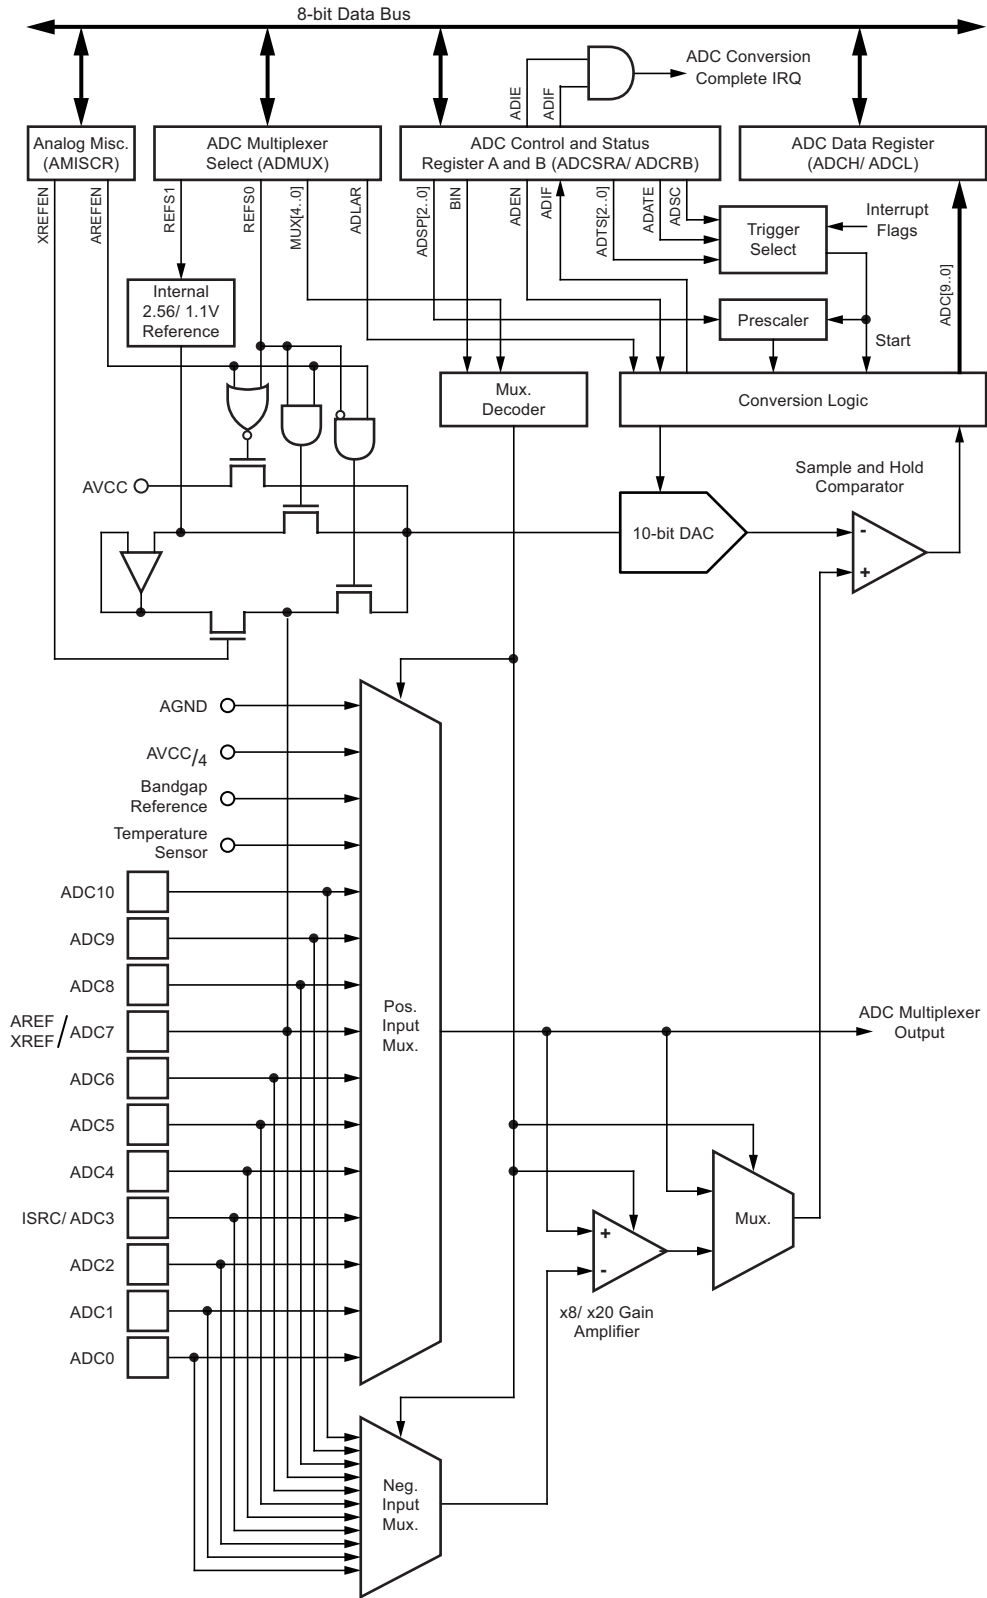 8-bit Data Bus
ADC Conversion
Complete IRQ
ADIE
ADIF
Analog Misc.
(AMISCR)
ADC Multiplexer
Select (ADMUX)
ADC Control and Status
Register A and B (ADCSRA/ ADCRB)
ADC Data Register
(ADCH/ ADCL)
XREFEN
AREFEN
REFS1
REFS0
MUX[4..0]
ADLAR
ADSP[2..0]
BIN
ADEN
ADIF
ADTS[2..0]
ADATE
ADSC
Trigger
Select
Interrupt
Flags
ADC[9..0]
Internal
2.56/ 1.1V
Reference
Prescaler
Start
Mux.
Decoder
Conversion Logic
AVCC
Sample and Hold
Comparator
10-bit DAC
-
+
AGND
AVCC/4
Bandgap
Reference
Temperature
Sensor
ADC10
ADC9
ADC8
AREF
XREF / ADC7
ADC6
ADC5
ADC4
ISRC/ ADC3
ADC2
ADC1
ADC0
Pos.
Input
Mux.
ADC Multiplexer
Output
Mux.
+
-
x8/ x20 Gain
Amplifier
Neg.
Input
Mux.